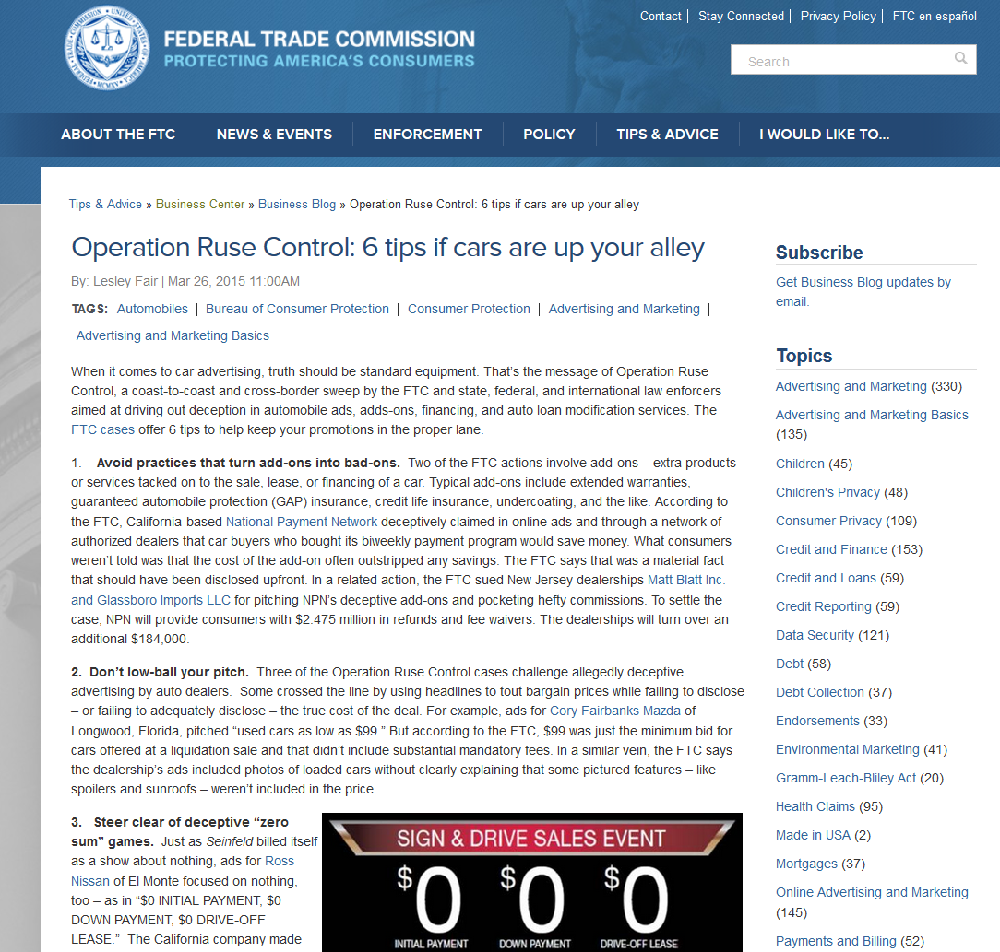 Contact | Stay Connected | Privacy Policy | FTC en español
FEDERAL TRADE COMMISSION
PROTECTING AMERICA'S CONSUMERS
Search
ABOUT THE FTC
NEWS & EVENTS
ENFORCEMENT
POLICY
TIPS & ADVICE
I WOULD LIKE TO...
Tips & Advice » Business Center » Business Blog » Operation Ruse Control: 6 tips if cars are up your alley
Operation Ruse Control: 6 tips if cars are up your alley
By: Lesley Fair | Mar 26, 2015 11:00AM
TAGS: Automobiles | Bureau of Consumer Protection | Consumer Protection | Advertising and Marketing |
Advertising and Marketing Basics
When it comes to car advertising, truth should be standard equipment. That's the message of Operation Ruse
Control, a coast-to-coast and cross-border sweep by the FTC and state, federal, and international law enforcers
aimed at driving out deception in automobile ads, adds-ons, financing, and auto loan modification services. The
FTC cases offer 6 tips to help keep your promotions in the proper lane.
1. Avoid practices that turn add-ons into bad-ons. Two of the FTC actions involve add-ons – extra products
or services tacked on to the sale, lease, or financing of a car. Typical add-ons include extended warranties,
guaranteed automobile protection (GAP) insurance, credit life insurance, undercoating, and the like. According to
the FTC, California-based National Payment Network deceptively claimed in online ads and through a network of
authorized dealers that car buyers who bought its biweekly payment program would save money. What consumers
weren't told was that the cost of the add-on often outstripped any savings. The FTC says that was a material fact
that should have been disclosed upfront. In a related action, the FTC sued New Jersey dealerships Matt Blatt Inc.
and Glassboro Imports LLC for pitching NPN's deceptive add-ons and pocketing hefty commissions. To settle the
case, NPN will provide consumers with $2.475 million in refunds and fee waivers. The dealerships will turn over an
additional $184,000.
2. Don't low-ball your pitch. Three of the Operation Ruse Control cases challenge allegedly deceptive
advertising by auto dealers. Some crossed the line by using headlines to tout bargain prices while failing to disclose
– or failing to adequately disclose – the true cost of the deal. For example, ads for Cory Fairbanks Mazda of
Longwood, Florida, pitched "used cars as low as $99." But according to the FTC, $99 was just the minimum bid for
cars offered at a liquidation sale and that didn't include substantial mandatory fees. In a similar vein, the FTC says
the dealership's ads included photos of loaded cars without clearly explaining that some pictured features – like
spoilers and sunroofs – weren't included in the price.
3. Steer clear of deceptive "zero
sum" games. Just as Seinfeld billed itself
as a show about nothing, ads for Ross
Nissan of El Monte focused on nothing,
too – as in "$0 INITIAL PAYMENT, $0
DOWN PAYMENT, $0 DRIVE-OFF
LEASE." The California company made
SIGN & DRIVE SALES EVENT
$0 $0 $0
INITIAL PAYMENT DOWN PAYMENT DRIVE-OFF LEASE
Subscribe
Get Business Blog updates by
email.
Topics
Advertising and Marketing (330)
Advertising and Marketing Basics
(135)
Children (45)
Children's Privacy (48)
Consumer Privacy (109)
Credit and Finance (153)
Credit and Loans (59)
Credit Reporting (59)
Data Security (121)
Debt (58)
Debt Collection (37)
Endorsements (33)
Environmental Marketing (41)
Gramm-Leach-Bliley Act (20)
Health Claims (95)
Made in USA (2)
Mortgages (37)
Online Advertising and Marketing
(145)
Payments and Billing (52)